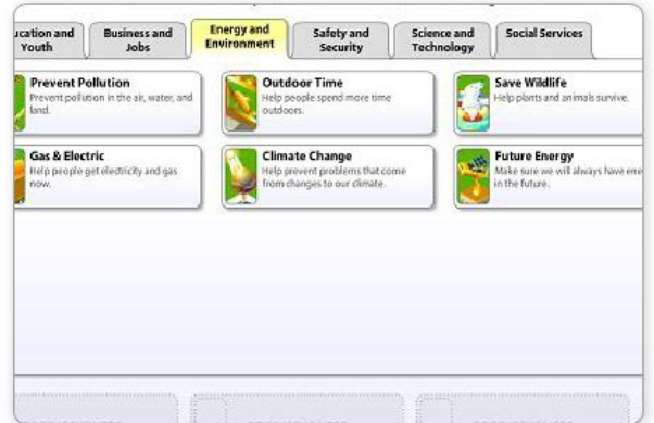 ucation and
Youth
Business and
Jobs
Energy and
Environment
Safety and
Security
Science and
Technology
Social Services
Prevent Pollution
Prevent pollution in the air, water, and
land.
Outdoor Time
Help people spend more time
outdoors.
Save Wildlife
Help plants and animals survive.
Gas & Electric
Help people get electricity and gas
now.
Climate Change
Help prevent problems that come
from changes to our climate.
Future Energy
Make sure we will always have ene
in the future.